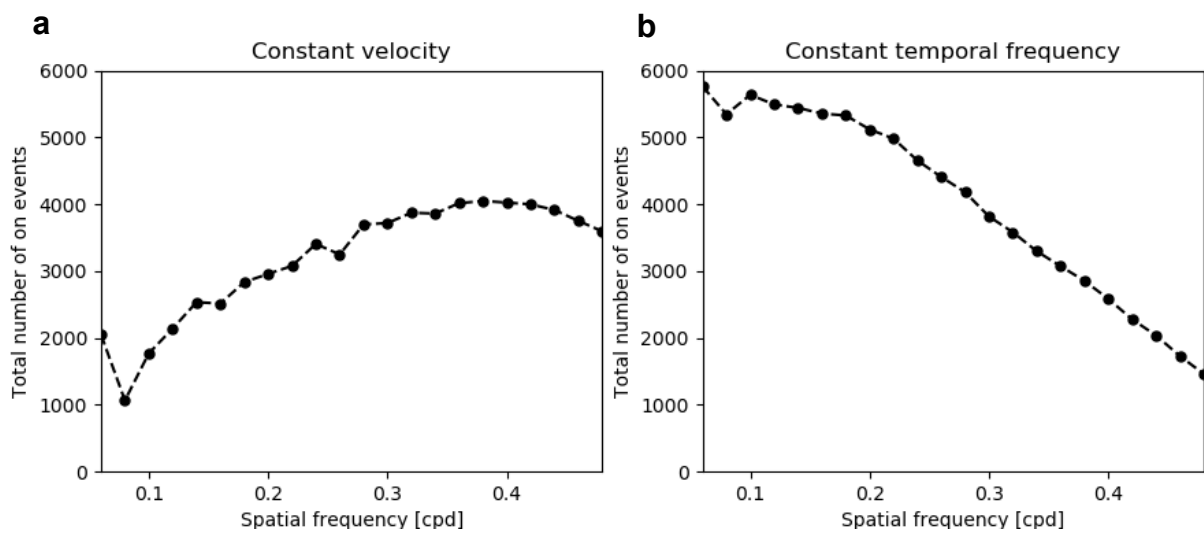 a
Constant velocity
6000
5000
4000
3000
2000
1000
0
Total number of on events
0.1 0.2 0.3 0.4
Spatial frequency [cpd]
b
Constant temporal frequency
6000
5000
4000
3000
2000
1000
0
Total number of on events
0.1 0.2 0.3 0.4
Spatial frequency [cpd]